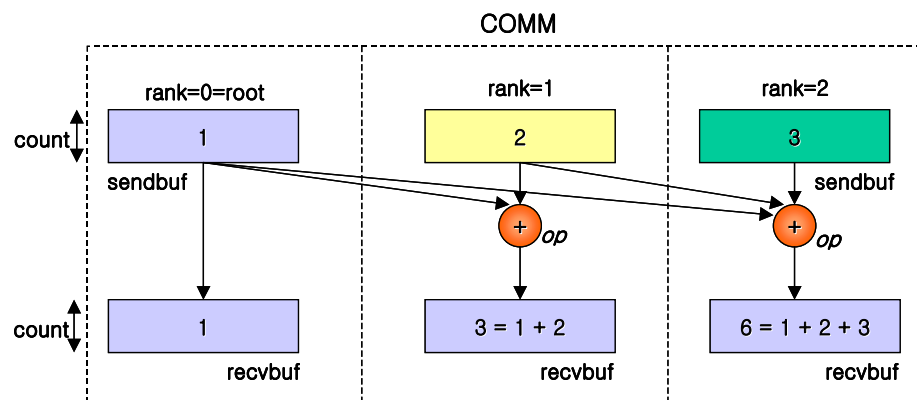 COMM
rank=0=root
rank=1
rank=2
count
1
2
3
sendbuf
sendbuf
+
op
+
op
count
1
3 = 1 + 2
6 = 1 + 2 + 3
recvbuf
recvbuf
recvbuf